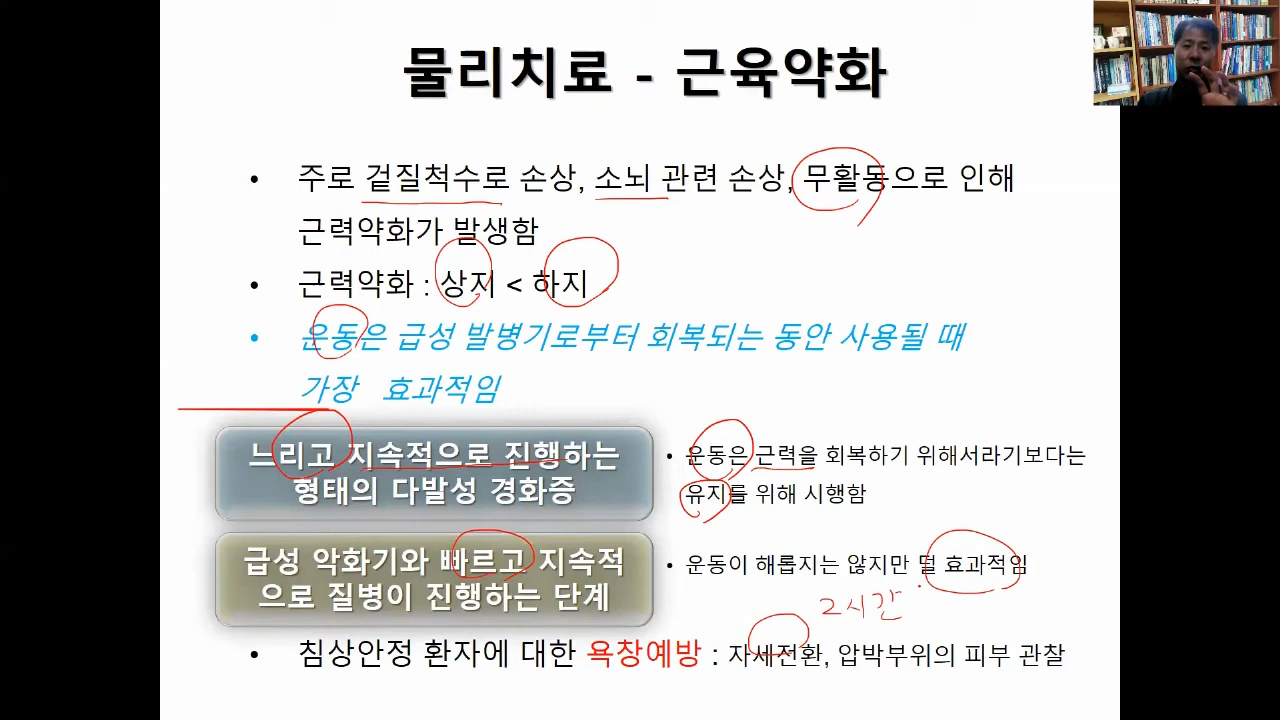 물리치료 - 근육약화
• 주로 겉질척수로 손상, 소뇌 관련 손상, 무활동으로 인해
근력약화가 발생함
• 근력약화 : 상지 < 하지
• 운동은 급성 발병기로부터 회복되는 동안 사용될 때
가장 효과적임
느리고 지속적으로 진행하는
형태의 다발성 경화증
• 운동은 근력을 회복하기 위해서라기보다는
유지를 위해 시행함
급성 악화기와 빠르고 지속적
으로 질병이 진행하는 단계
• 운동이 해롭지는 않지만 덜 효과적임
2시간
• 침상안정 환자에 대한 욕창예방 : 자세전환, 압박부위의 피부 관찰